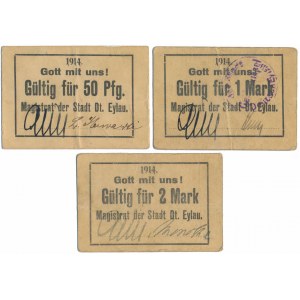 1914.
Gott mit uns!
Gültig für 50 Pfg.
Magistrat der Stadt Dt. Eylau.
1914.
Gott mit uns!
Gültig für 1 Mark
Magistrat der Stadt Dt. Eylau.
1914.
Gott mit uns!
Gültig für 2 Mark
Magistrat der Stadt Dt. Eylau.